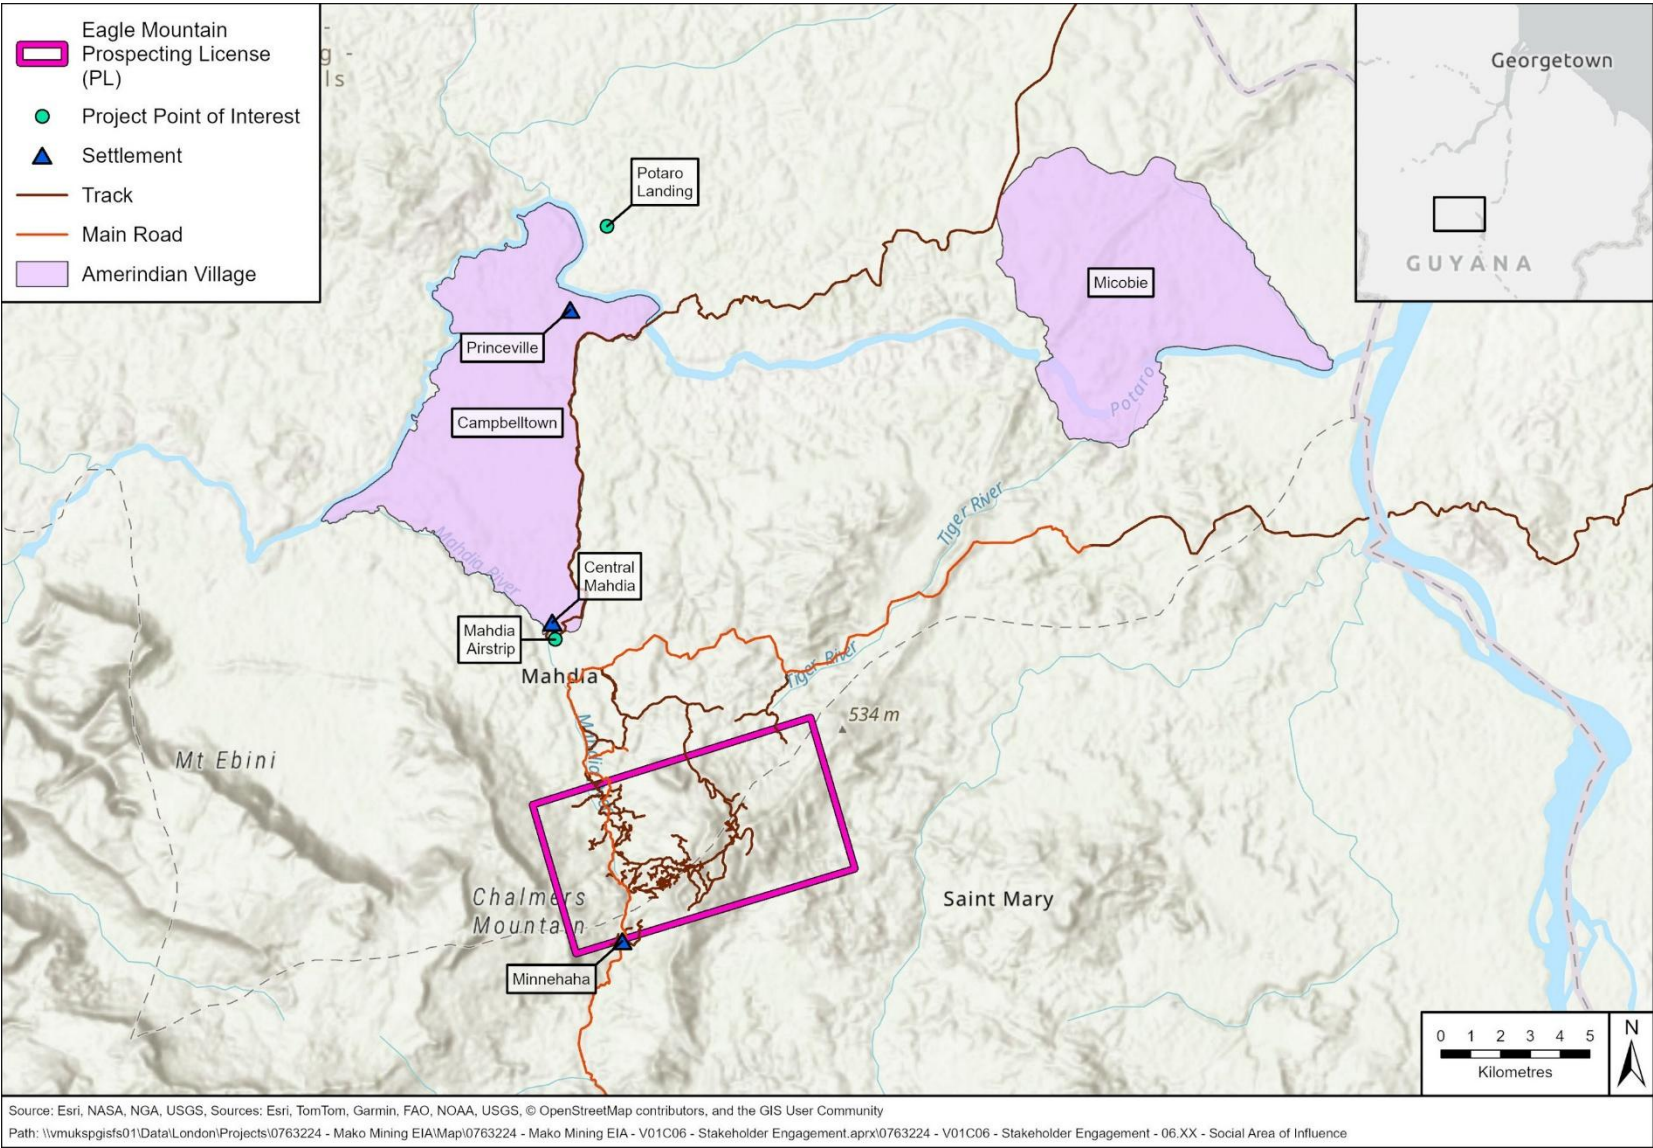 Eagle Mountain
Prospecting License
(PL)
Project Point of Interest
Settlement
Track
Main Road
Amerindian Village
g -
ls
Georgetown
GUYANA
Potaro
Landing
Micobie
Princeville
Campbelltown
Potaro
Tiger River
Mahdia River
Central
Mahdia
Mahdia
Airstrip
Mahdia
Tiger River
534 m
Mt Ebini
Chalmers
Mountain
Saint Mary
Minnehaha
0 1 2 3 4 5
Kilometres
N
Source: Esri, NASA, NGA, USGS, Sources: Esri, TomTom, Garmin, FAO, NOAA, USGS, © OpenStreetMap contributors, and the GIS User Community
Path: \\vmukspgisfs01\Data\London\Projects\0763224 - Mako Mining EIA\Map\0763224 - Mako Mining EIA - V01C06 - Stakeholder Engagement.aprx\0763224 - V01C06 - Stakeholder Engagement - 06.XX - Social Area of Influence